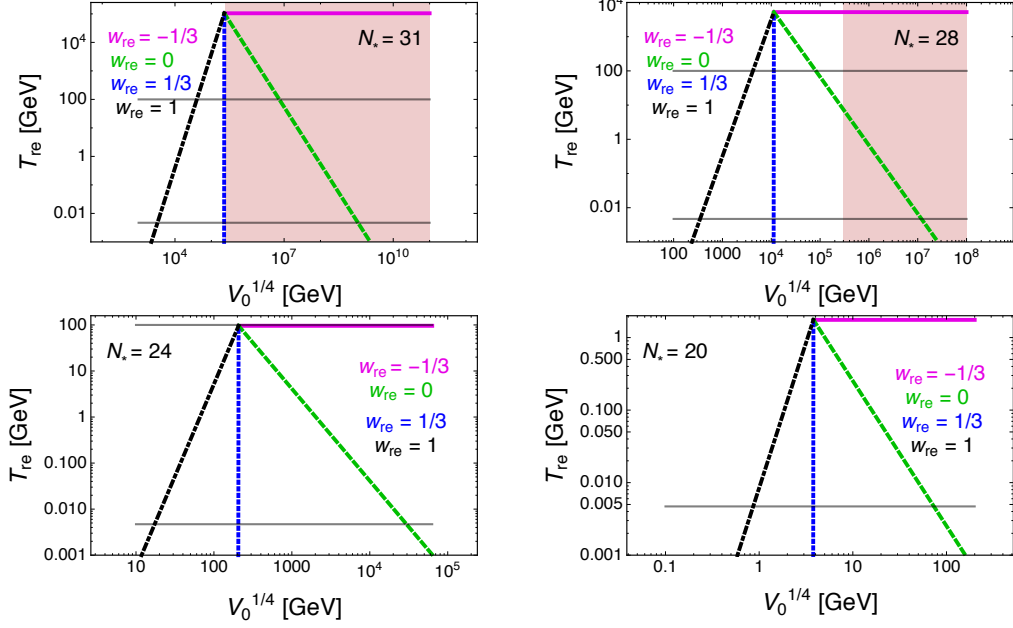 w_re = −1/3
w_re = 0
w_re = 1/3
w_re = 1
N_* = 31
T_re [GeV]
10^4
100
1
0.01
10^4
10^7
10^10
V_0^1/4 [GeV]
w_re = −1/3
w_re = 0
w_re = 1/3
w_re = 1
N_* = 28
T_re [GeV]
10^4
100
1
0.01
100
1000
10^4
10^5
10^6
10^7
10^8
V_0^1/4 [GeV]
N_* = 24
w_re = −1/3
w_re = 0
w_re = 1/3
w_re = 1
T_re [GeV]
100
10
1
0.100
0.010
0.001
10
100
1000
10^4
10^5
V_0^1/4 [GeV]
N_* = 20
w_re = −1/3
w_re = 0
w_re = 1/3
w_re = 1
T_re [GeV]
1
0.500
0.100
0.050
0.010
0.005
0.001
0.1
1
10
100
V_0^1/4 [GeV]